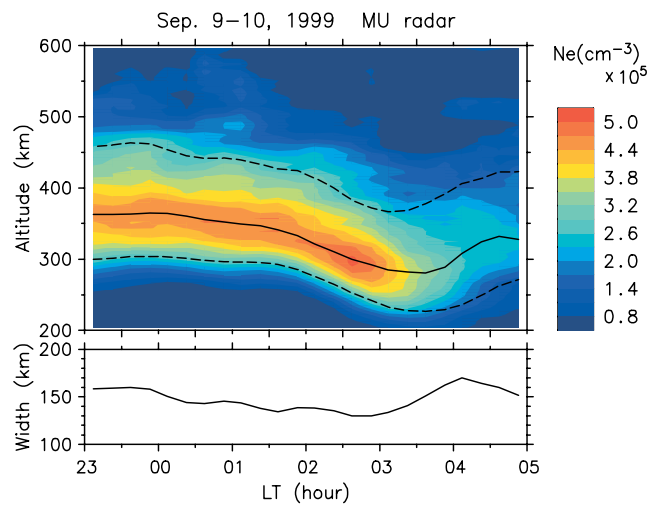 Sep. 9−10, 1999 MU radar
Ne(cm⁻³)
×10⁵
600
500
400
300
200
Altitude (km)
5.0
4.4
3.8
3.2
2.6
2.0
1.4
0.8
200
150
100
Width (km)
23 00 01 02 03 04 05
LT (hour)